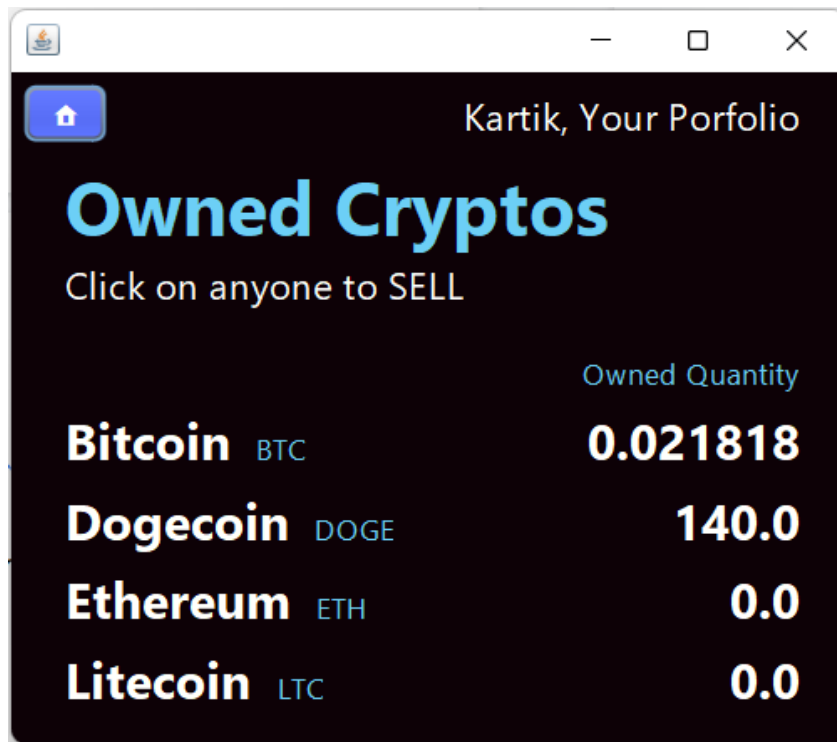 Kartik, Your Porfolio
Owned Cryptos
Click on anyone to SELL
Owned Quantity
Bitcoin BTC 0.021818
Dogecoin DOGE 140.0
Ethereum ETH 0.0
Litecoin LTC 0.0